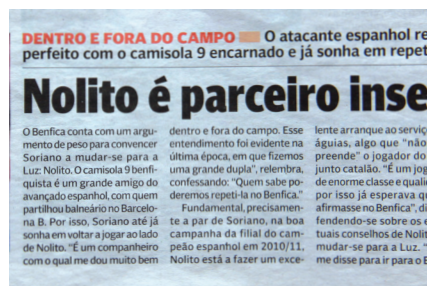 DENTRO E FORA DO CAMPO O atacante espanhol
perfeito com o camisola 9 encarnado e já sonha em
Nolito é parceiro
O Benfica conta com um argu-
mento de peso para convencer
Soriano a mudar-se para a
Luz: Nolito. O camisola 9 benfi-
quista é um grande amigo do
avançado espanhol, com quem
partilhou balneário no Barcelo-
na B. Por isso, Soriano até já
sonha em voltar a jogar ao lado
de Nolito. "É um companheiro
com o qual me dou muito bem
dentro e fora do campo. Esse
entendimento foi evidente na
última época, em que fizemos
uma grande dupla", relembra,
confessando: "Quem sabe po-
deremos repeti-la no Benfica."
Fundamental, precisamen-
te a par de Soriano, na boa
campanha da filial do cam-
peão espanhol em 2010/11,
Nolito está a fazer um exce-
lente arranque ao serviço
águias, algo que "não
preende" o jogador do
junto catalão. "É um
de enorme classe e
por isso já esperava
afirmasse no Benfica",
fendendo-se sobre os
tuais conselhos de
mudar-se para a Luz.
me disse para ir para o